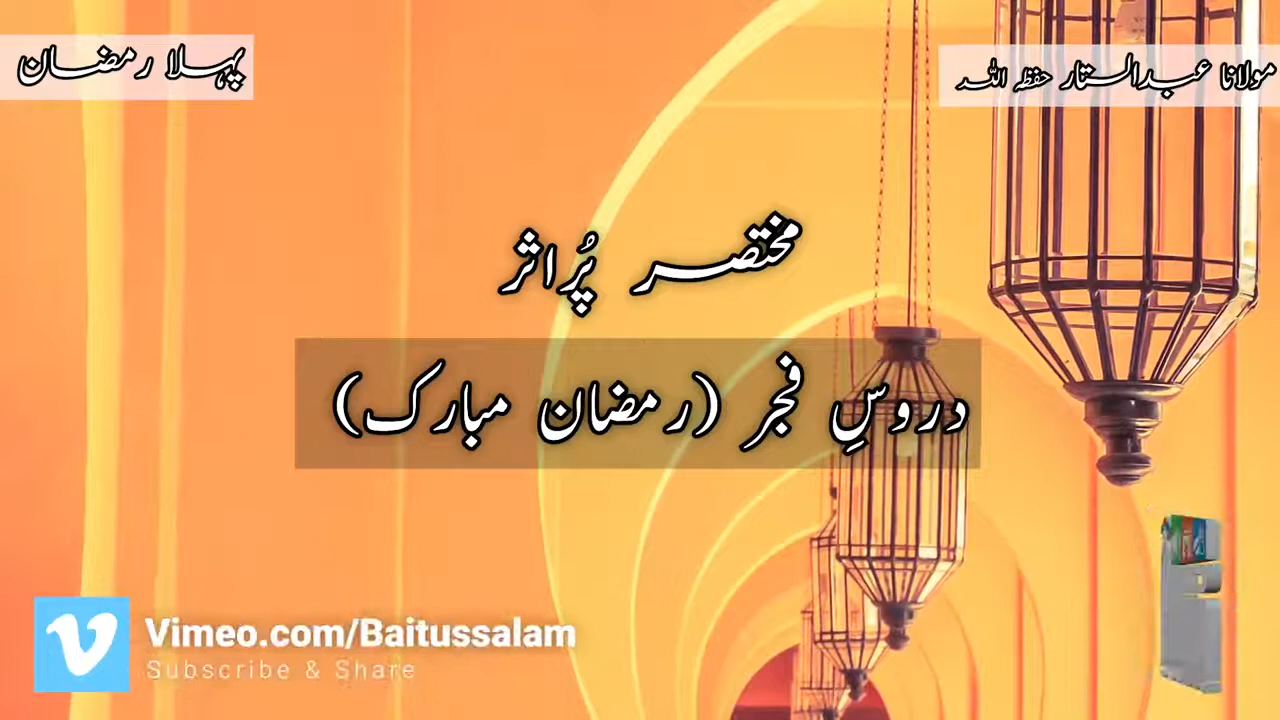 مولانا عبدالستار حفظہ اللہ
پہلا رمضان
مختصر پُراثر
دروسِ فجر (رمضان مبارک)
Vimeo.com/Baitussalam
Subscribe & Share